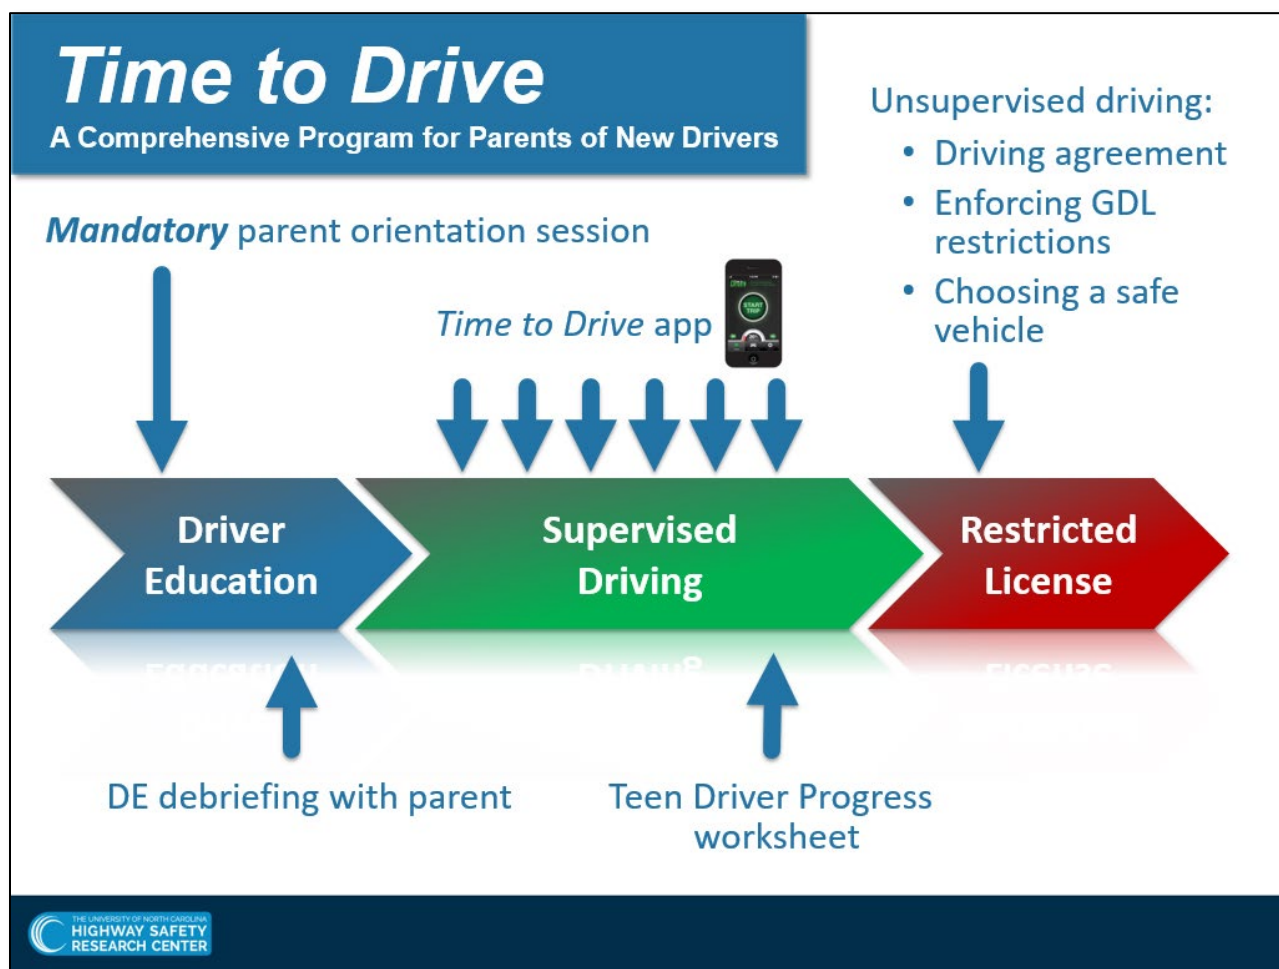 Time to Drive
A Comprehensive Program for Parents of New Drivers
Unsupervised driving:
• Driving agreement
• Enforcing GDL
restrictions
• Choosing a safe
vehicle
Mandatory parent orientation session
Time to Drive app
START
TRIP
Driver
Education
Supervised
Driving
Restricted
License
DE debriefing with parent
Teen Driver Progress
worksheet
THE UNIVERSITY OF NORTH CAROLINA
HIGHWAY SAFETY
RESEARCH CENTER